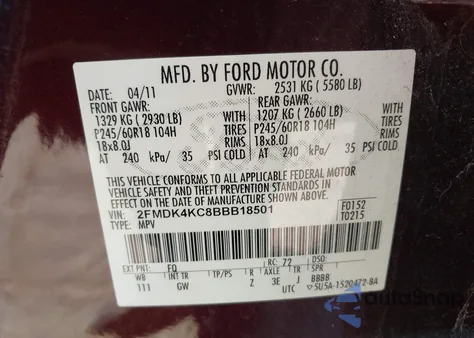 MFD. BY FORD MOTOR CO.
DATE: 04/11 GVWR: 2531 KG ( 5580 LB)
FRONT GAWR: REAR GAWR:
1329 KG ( 2930 LB) 1207 KG ( 2660 LB)
P245/60R18 104H TIRES P245/60R18 104H
18x8.0J RIMS 18x8.0J
AT 240 kPa/ 35 PSI COLD AT 240 kPa/ 35 PSI COLD
THIS VEHICLE CONFORMS TO ALL APPLICABLE FEDERAL MOTOR
VEHICLE SAFETY AND THEFT PREVENTION STANDARDS IN
EFFECT ON THE DATE OF MANUFACTURE SHOWN ABOVE.
VIN: 2FMDK4KC8BBB18501 F0152
TYPE: MPV T0215
EXT PNT: FQ RC: 72 DSO:
WB INT TR TP/PS R AXLE TR SPR BBBB
111 GW Z 3E J
UTC 5U5A-1520472-BA
AutoSnap